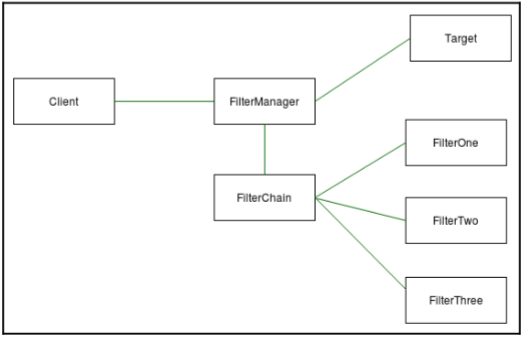 Target
Client
FilterManager
FilterOne
FilterChain
FilterTwo
FilterThree